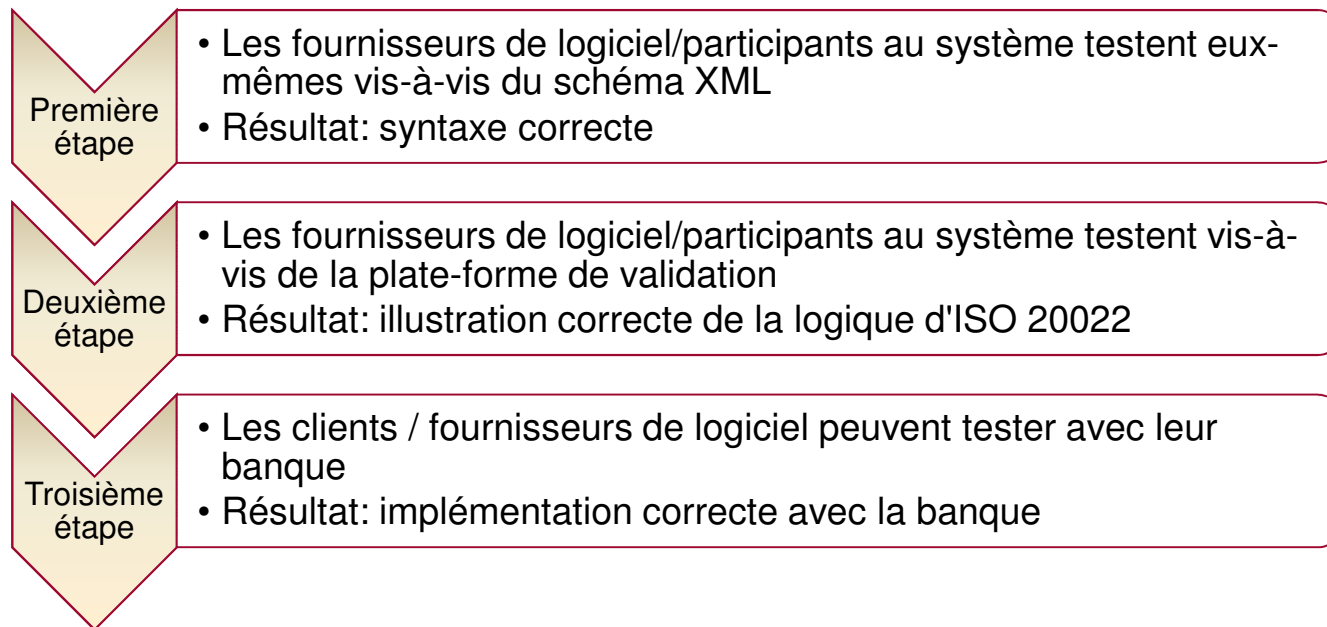 Première
étape
• Les fournisseurs de logiciel/participants au système testent eux-
mêmes vis-à-vis du schéma XML
• Résultat: syntaxe correcte
Deuxième
étape
• Les fournisseurs de logiciel/participants au système testent vis-à-
vis de la plate-forme de validation
• Résultat: illustration correcte de la logique d'ISO 20022
Troisième
étape
• Les clients / fournisseurs de logiciel peuvent tester avec leur
banque
• Résultat: implémentation correcte avec la banque